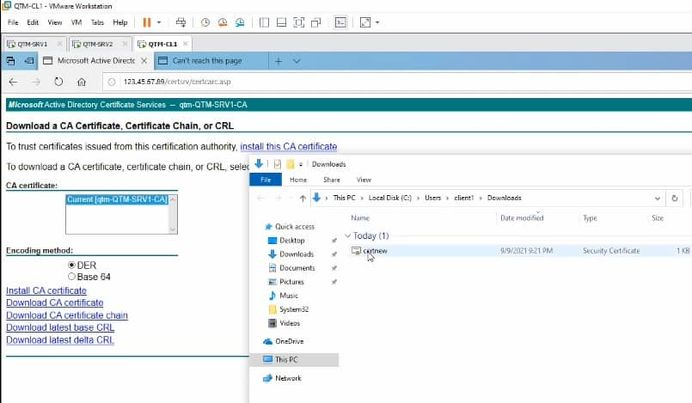 QTM-CL1 - VMware Workstation
File Edit View VM Tabs Help
QTM-SRV1 QTM-SRV2 QTM-CL1
Microsoft Active Directc Can't reach this page
123.45.67.89/certsrv/certcarc.asp
Microsoft Active Directory Certificate Services -- qtm-QTM-SRV1-CA
Download a CA Certificate, Certificate Chain, or CRL
To trust certificates issued from this certification authority, install this CA certificate
To download a CA certificate, certificate chain, or CRL, selec
CA certificate:
Current [qtm-QTM-SRV1-CA]
Encoding method:
DER
Base 64
Install CA certificate
Download CA certificate
Download CA certificate chain
Download latest base CRL
Download latest delta CRL
Downloads
File Home Share View
This PC > Local Disk (C:) > Users > client1 > Downloads
Name Date modified Type Size
Quick access
Desktop
Downloads
Documents
Pictures
Music
System32
Videos
OneDrive
This PC
Network
Today (1)
certnew 9/9/2021 9:21 PM Security Certificate 1 KB